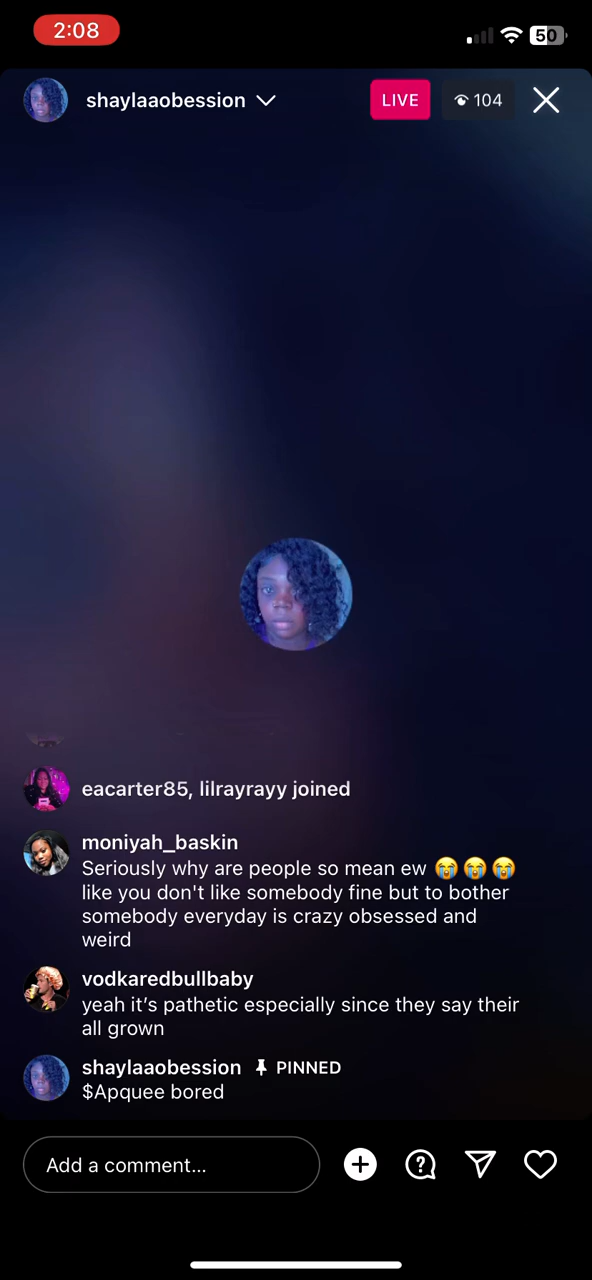 2:08
50
shaylaaobession
LIVE
104
eacarter85, lilrayrayy joined
moniyah_baskin
Seriously why are people so mean ew 😭😭😭
like you don't like somebody fine but to bother
somebody everyday is crazy obsessed and
weird
vodkaredbullbaby
yeah it’s pathetic especially since they say their
all grown
shaylaaobession PINNED
$Apquee bored
Add a comment...